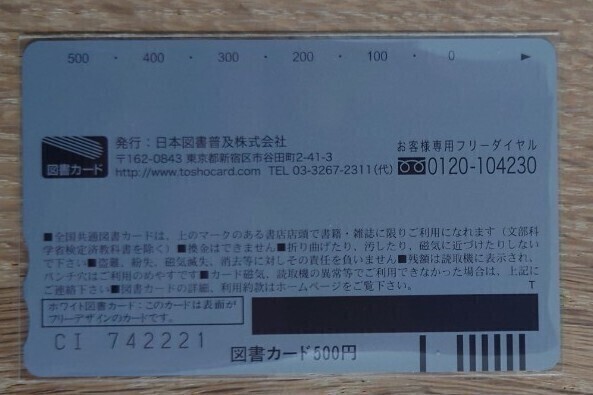 500 ・ 400 ・ 300 ・ 200 ・ 100 ・ 0 ▶
図書カード
発行：日本図書普及株式会社
〒162-0843 東京都新宿区市谷田町2-41-3
http://www.toshocard.com TEL 03-3267-2311(代)
お客様専用フリーダイヤル
0120-104230
■全国共通図書カードは、上のマークのある書店店頭で書籍・雑誌に限りご利用になれます（文部科
学省検定済教科書を除く）■換金はできません■折り曲げたり、汚したり、磁気に近づけたりしない
で下さい■盗難、紛失、磁気滅失、消去等に対しその責任を負いません■残額は読取機に表示され、
パンチ穴はご利用のめやすです■カード磁気、読取機の異常等でご利用できなかった場合は、上記に
ご連絡下さい■図書カードの詳細、利用約款はホームページをご覧下さい。
T
ホワイト図書カード：このカードは表面が
フリーデザインのカードです。
CI 742221
図書カード500円